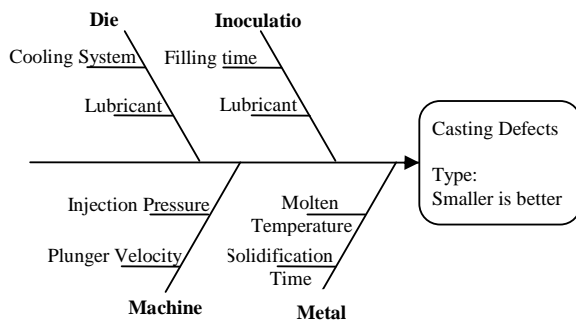 Die
Inoculatio
Cooling System
Filling time
Lubricant
Lubricant
Casting Defects
Type:
Smaller is better
Injection Pressure
Molten
Temperature
Plunger Velocity
Solidification
Time
Machine
Metal